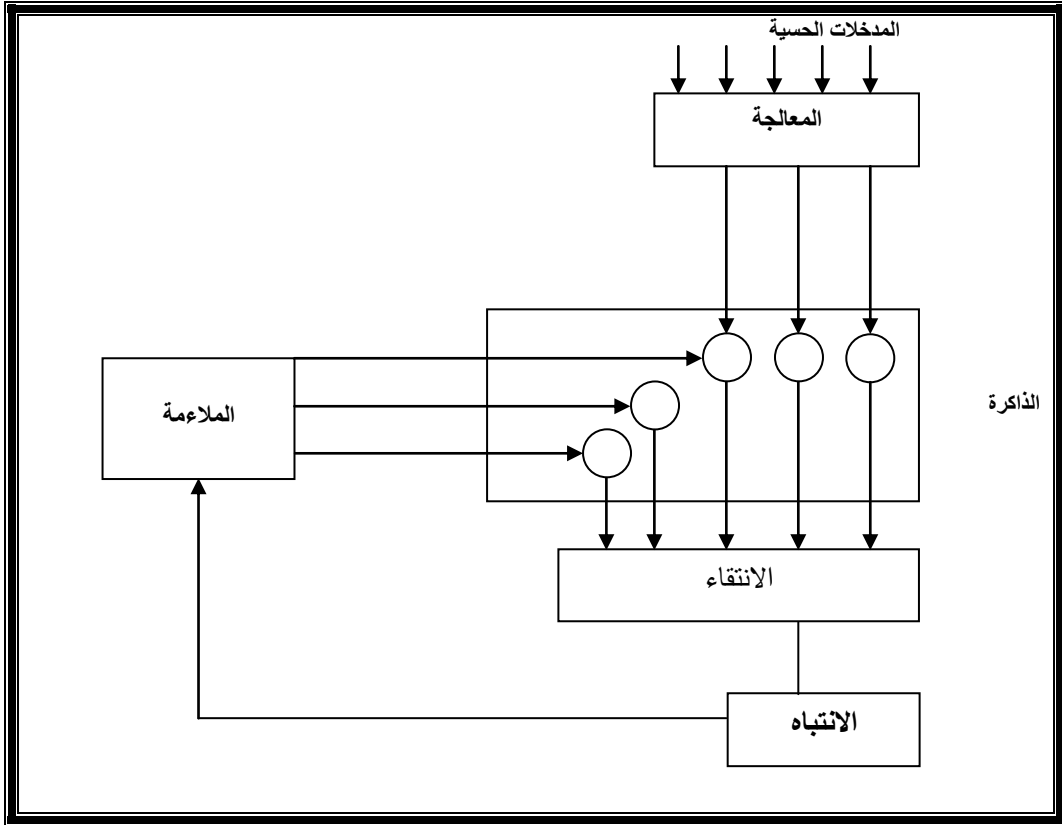 المدخلات الحسية
المعالجة
الذاكرة
الملاءمة
الانتقاء
الانتباه